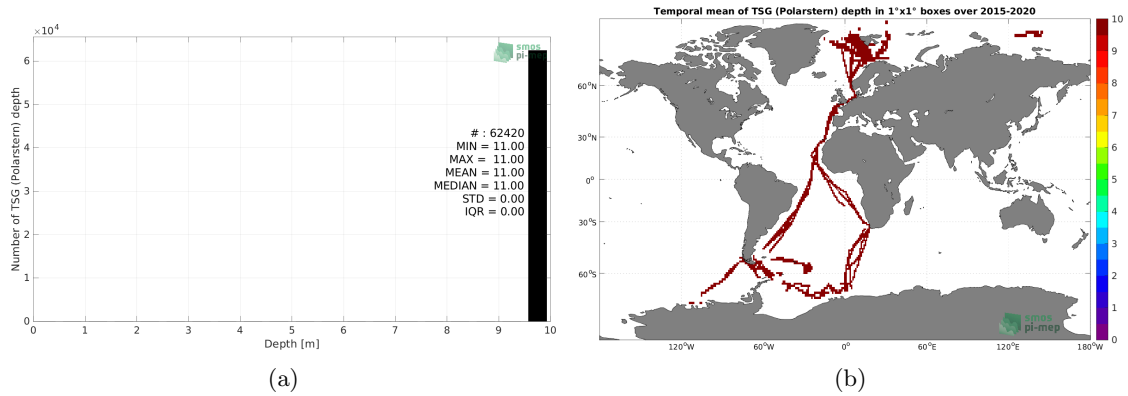 ×10⁴
smos
pi-mep
Number of TSG (Polarstern) depth
6
5
4
3
2
1
0
# : 62420
MIN = 11.00
MAX = 11.00
MEAN = 11.00
MEDIAN = 11.00
STD = 0.00
IQR = 0.00
0 1 2 3 4 5 6 7 8 9 10
Depth [m]
(a)
Temporal mean of TSG (Polarstern) depth in 1°x1° boxes over 2015-2020
60°N
30°N
0°
30°S
60°S
120°W 60°W 0° 60°E 120°E 180°W
smos
pi-mep
10
9
8
7
6
5
4
3
2
1
0
(b)